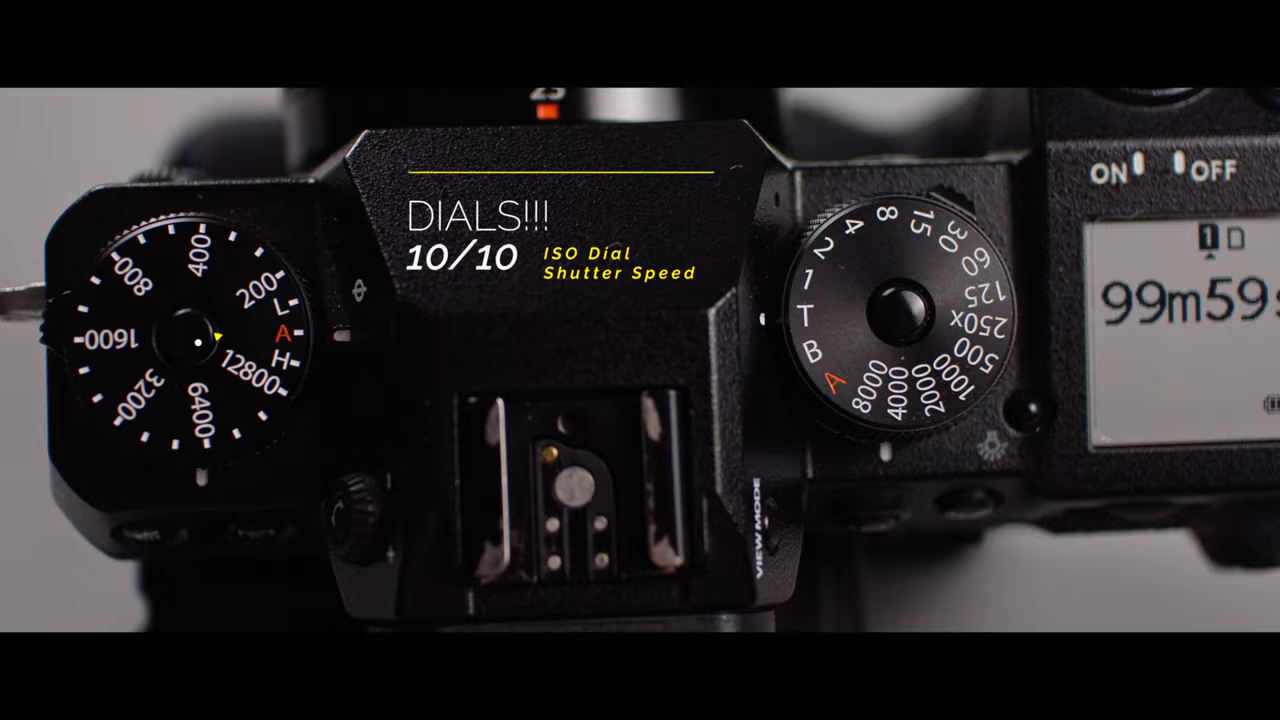 DIALS!!!
10/10
ISO Dial
Shutter Speed
400
800
200
L
A
1600
H
12800
3200
6400
1
2
4
8
15
30
60
125
250x
500
1000
2000
4000
8000
A
B
T
VIEW MODE
ON
OFF
1
99m59s